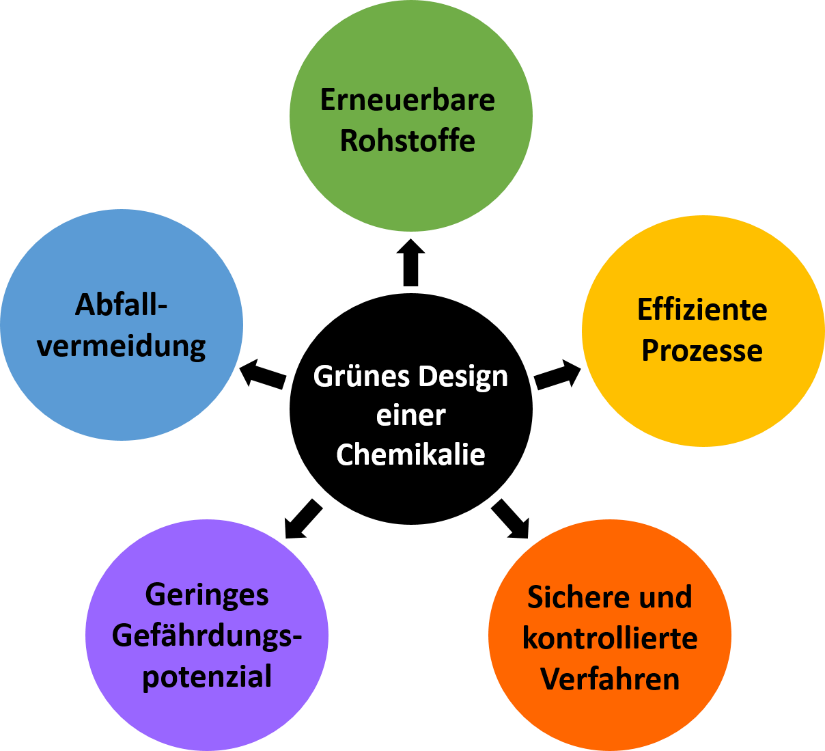 Erneuerbare
Rohstoffe
Abfall-
vermeidung
Effiziente
Prozesse
Grünes Design
einer
Chemikalie
Geringes
Gefährdungs-
potenzial
Sichere und
kontrollierte
Verfahren